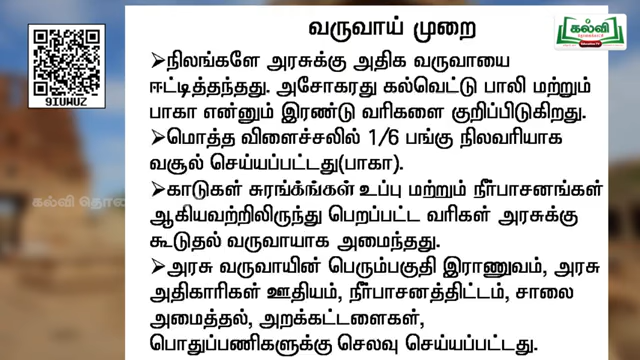 வருவாய் முறை
➤நிலங்களே அரசுக்கு அதிக வருவாயை
ஈட்டித்தந்தது. அசோகரது கல்வெட்டு பாலி மற்றும்
பாகா என்னும் இரண்டு வரிகளை குறிப்பிடுகிறது.
➤மொத்த விளைச்சலில் 1/6 பங்கு நிலவரியாக
வசூல் செய்யப்பட்டது(பாகா).
➤காடுகள் சுரங்கங்கள் உப்பு மற்றும் நீர்பாசனங்கள்
ஆகியவற்றிலிருந்து பெறப்பட்ட வரிகள் அரசுக்கு
கூடுதல் வருவாயாக அமைந்தது.
➤அரசு வருவாயின் பெரும்பகுதி இராணுவம், அரசு
அதிகாரிகள் ஊதியம், நீர்பாசனத்திட்டம், சாலை
அமைத்தல், அறக்கட்டளைகள்,
பொதுப்பணிகளுக்கு செலவு செய்யப்பட்டது.
9IUWUZ
கல்வி
கல்வி தொலை